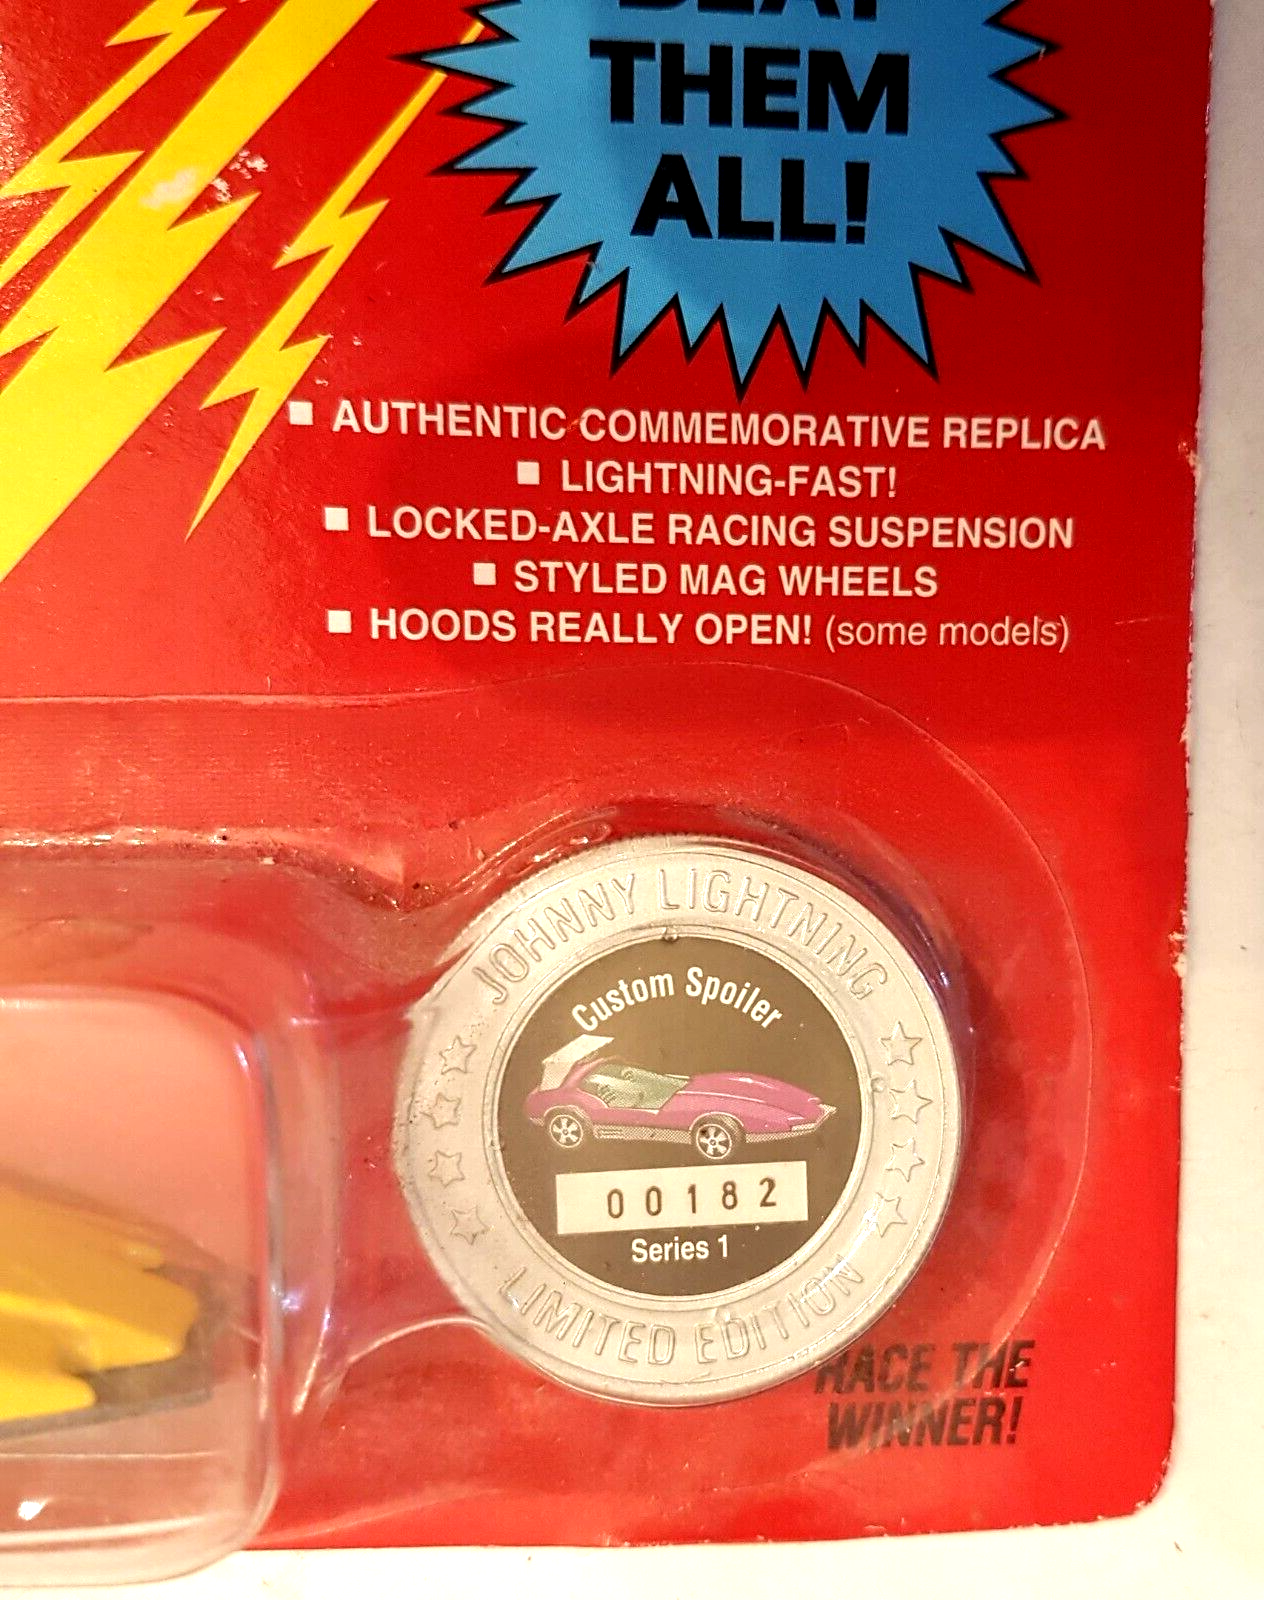 BEAT
THEM
ALL!
■ AUTHENTIC COMMEMORATIVE REPLICA
■ LIGHTNING-FAST!
■ LOCKED-AXLE RACING SUSPENSION
■ STYLED MAG WHEELS
■ HOODS REALLY OPEN! (some models)
JOHNNY LIGHTNING
Custom Spoiler
00182
Series 1
LIMITED EDITION
RACE THE
WINNER!